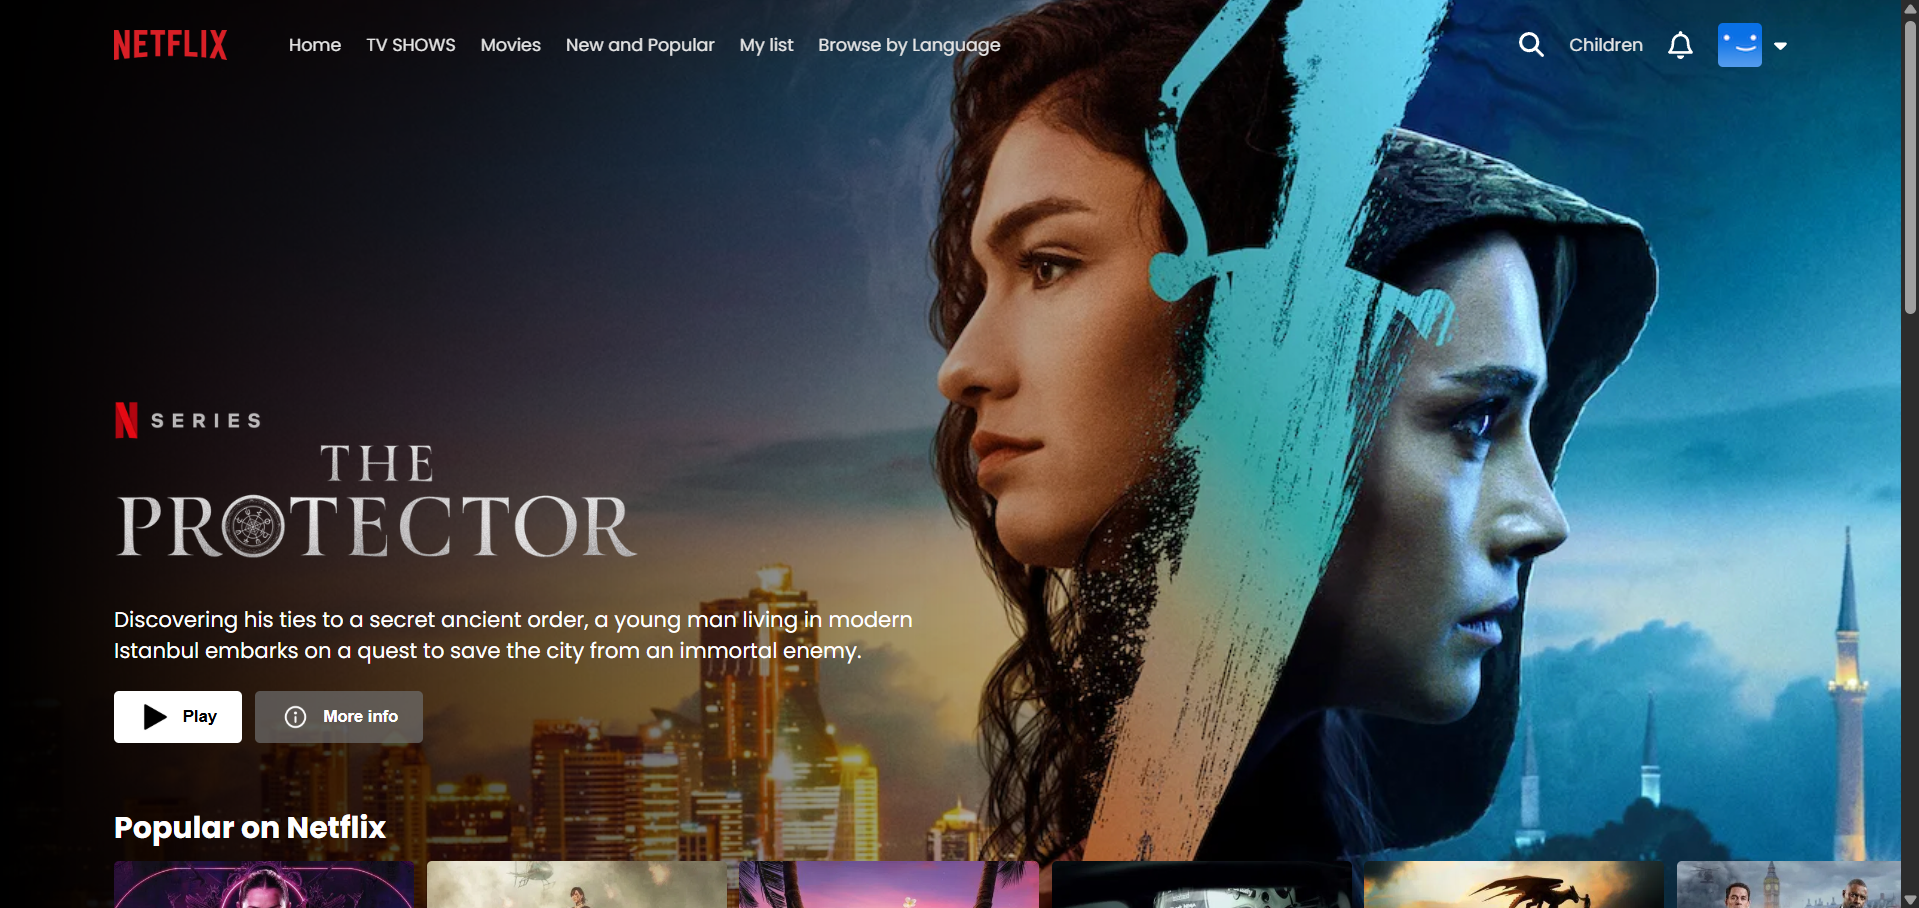 NETFLIX
Home TV SHOWS Movies New and Popular My list Browse by Language
Children
N SERIES
THE
PROTECTOR
Discovering his ties to a secret ancient order, a young man living in modern
Istanbul embarks on a quest to save the city from an immortal enemy.
Play
More info
Popular on Netflix